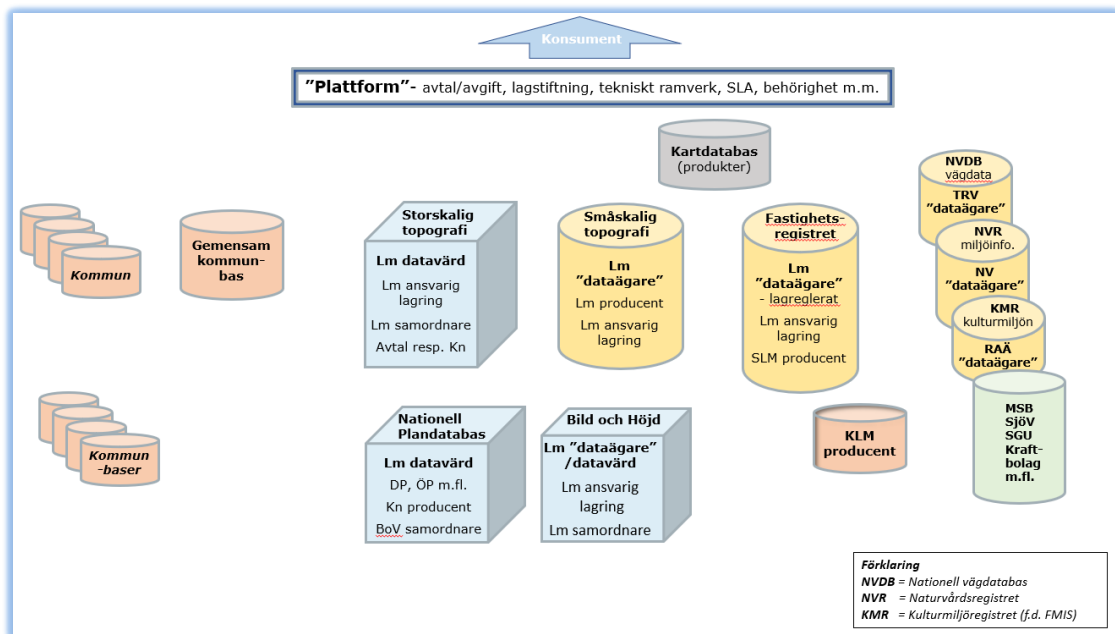 Konsument
”Plattform”- avtal/avgift, lagstiftning, tekniskt ramverk, SLA, behörighet m.m.
Kartdatabas
(produkter)
Kommun
Gemensam
kommun-
bas
Storskalig
topografi
Lm datavärd
Lm ansvarig
lagring
Lm samordnare
Avtal resp. Kn
Småskalig
topografi
Lm
”dataägare”
Lm producent
Lm ansvarig
lagring
Fastighets-
registret
Lm
”dataägare”
- lagreglerat
Lm ansvarig
lagring
SLM producent
NVDB
vägdata
TRV
”dataägare”
NVR
miljöinfo.
NV
”dataägare”
KMR
kulturmiljön
RAÄ
”dataägare”
MSB
SjöV
SGU
Kraft-
bolag
m.fl.
Kommun
-baser
Nationell
Plandatabas
Lm datavärd
DP, ÖP m.fl.
Kn producent
BoV samordnare
Bild och Höjd
Lm ”dataägare”
/datavärd
Lm ansvarig
lagring
Lm samordnare
KLM
producent
Förklaring
NVDB = Nationell vägdatabas
NVR = Naturvårdsregistret
KMR = Kulturmiljöregistret (f.d. FMIS)